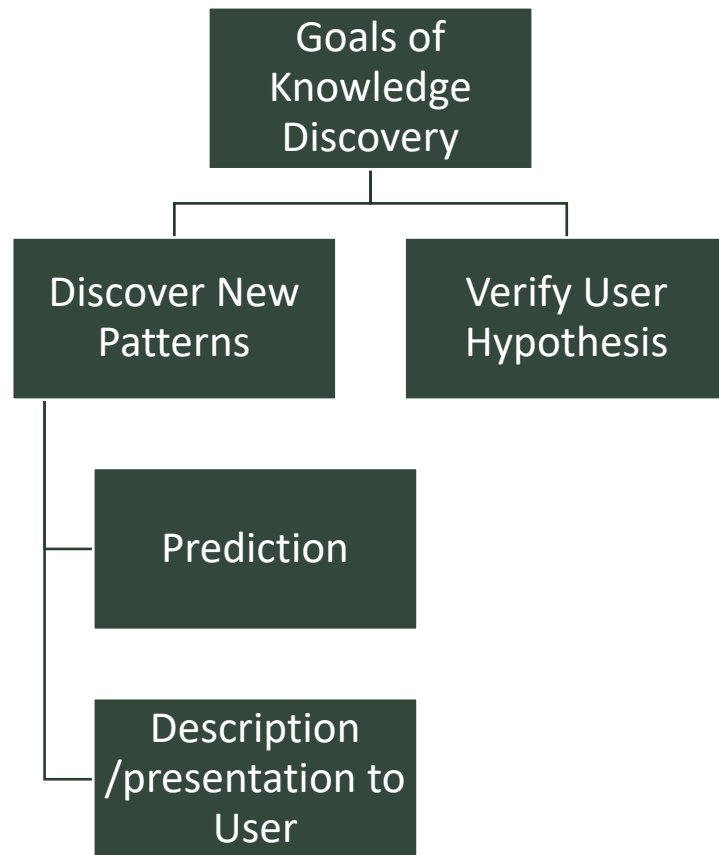 Goals of
Knowledge
Discovery
Discover New
Patterns
Verify User
Hypothesis
Prediction
Description
/presentation to
User